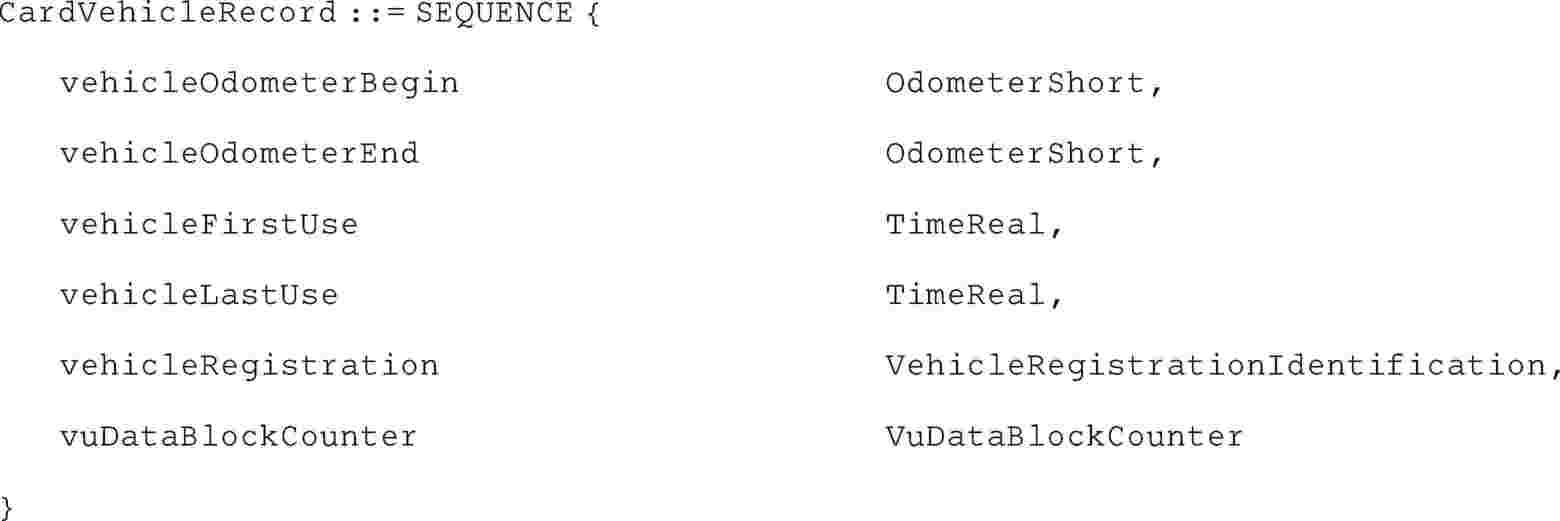 CardVehicleRecord ::= SEQUENCE {
vehicleOdometerBegin OdometerShort,
vehicleOdometerEnd OdometerShort,
vehicleFirstUse TimeReal,
vehicleLastUse TimeReal,
vehicleRegistration VehicleRegistrationIdentification,
vuDataBlockCounter VuDataBlockCounter
}